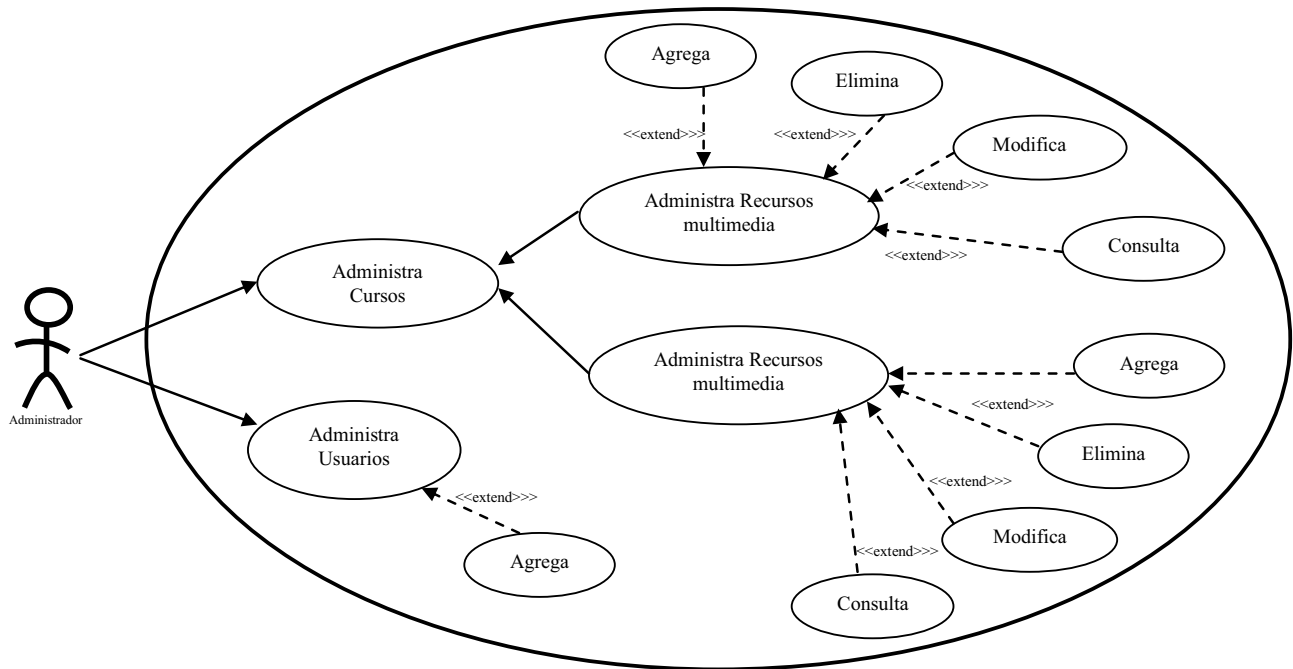 Agrega
Elimina
<<extend>>>
<<extend>>>
Modifica
<<extend>>>
Administra Recursos
multimedia
Consulta
<<extend>>>
Administra
Cursos
Administra Recursos
multimedia
Agrega
<<extend>>>
Administrador
Administra
Usuarios
Elimina
<<extend>>>
<<extend>>>
Modifica
<<extend>>>
Agrega
Consulta